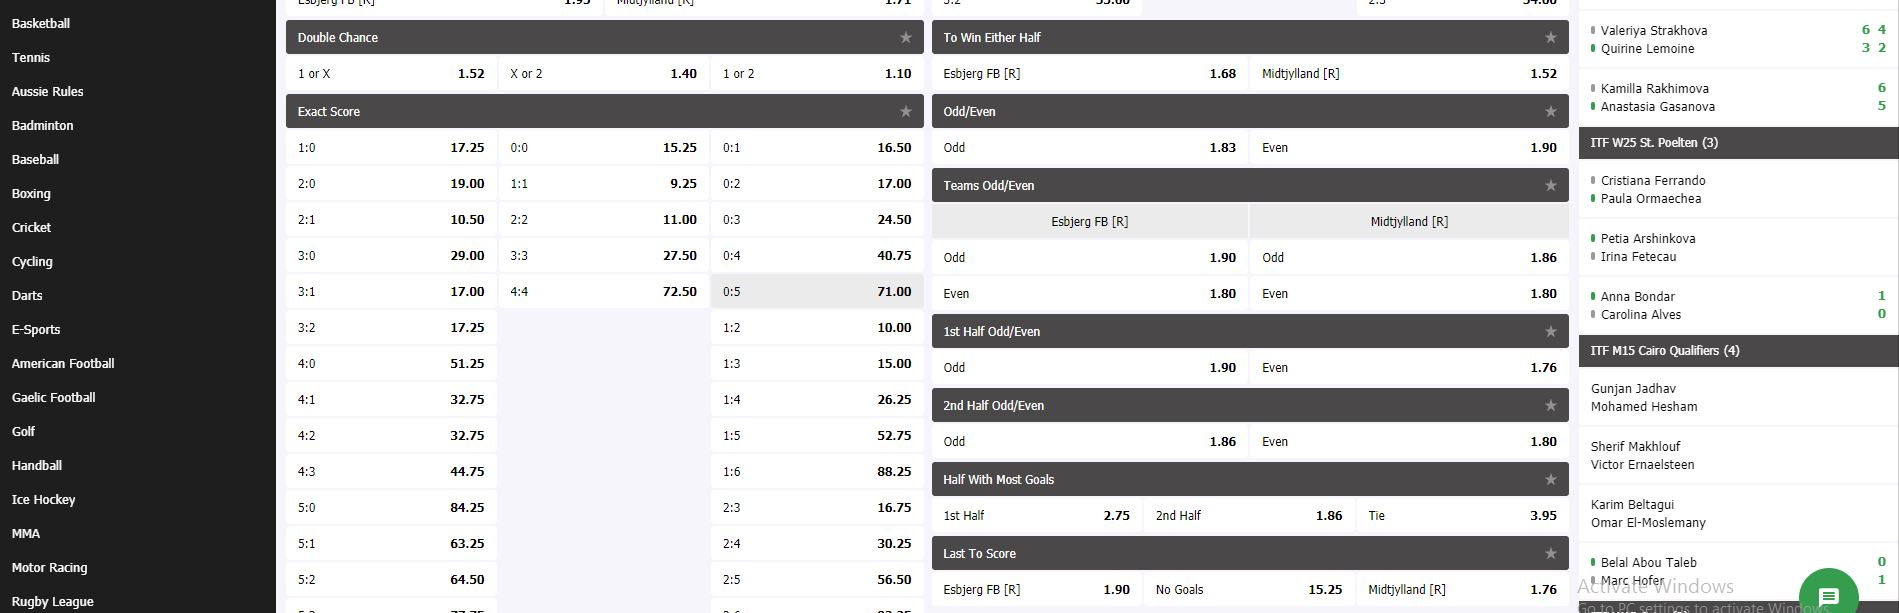 Basketball
Tennis
Aussie Rules
Badminton
Baseball
Boxing
Cricket
Cycling
Darts
E-Sports
American Football
Gaelic Football
Golf
Handball
Ice Hockey
MMA
Motor Racing
Rugby League
Esbjerg FB [R] 1.95 Midtjylland [R] 1.71
Double Chance
1 or X 1.52 X or 2 1.40 1 or 2 1.10
Exact Score
1:0 17.25 0:0 15.25 0:1 16.50
2:0 19.00 1:1 9.25 0:2 17.00
2:1 10.50 2:2 11.00 0:3 24.50
3:0 29.00 3:3 27.50 0:4 40.75
3:1 17.00 4:4 72.50 0:5 71.00
3:2 17.25 1:2 10.00
4:0 51.25 1:3 15.00
4:1 32.75 1:4 26.25
4:2 32.75 1:5 52.75
4:3 44.75 1:6 88.25
5:0 84.25 2:3 16.75
5:1 63.25 2:4 30.25
5:2 64.50 2:5 56.50
To Win Either Half
Esbjerg FB [R] 1.68 Midtjylland [R] 1.52
Odd/Even
Odd 1.83 Even 1.90
Teams Odd/Even
Esbjerg FB [R] Midtjylland [R]
Odd 1.90 Odd 1.86
Even 1.80 Even 1.80
1st Half Odd/Even
Odd 1.90 Even 1.76
2nd Half Odd/Even
Odd 1.86 Even 1.80
Half With Most Goals
1st Half 2.75 2nd Half 1.86 Tie 3.95
Last To Score
Esbjerg FB [R] 1.90 No Goals 15.25 Midtjylland [R] 1.76
Valeriya Strakhova 6 4
Quirine Lemoine 3 2
Kamilla Rakhimova 6
Anastasia Gasanova 5
ITF W25 St. Poelten (3)
Cristiana Ferrando
Paula Ormaechea
Petia Arshinkova
Irina Fetecau
Anna Bondar 1
Carolina Alves 0
ITF M15 Cairo Qualifiers (4)
Gunjan Jadhav
Mohamed Hesham
Sherif Makhlouf
Victor Ernaelsteen
Karim Beltagui
Omar El-Moslemany
Belal Abou Taleb 0
Marc Hofer 1
Activate Windows
Go to PC settings to activate Windows.